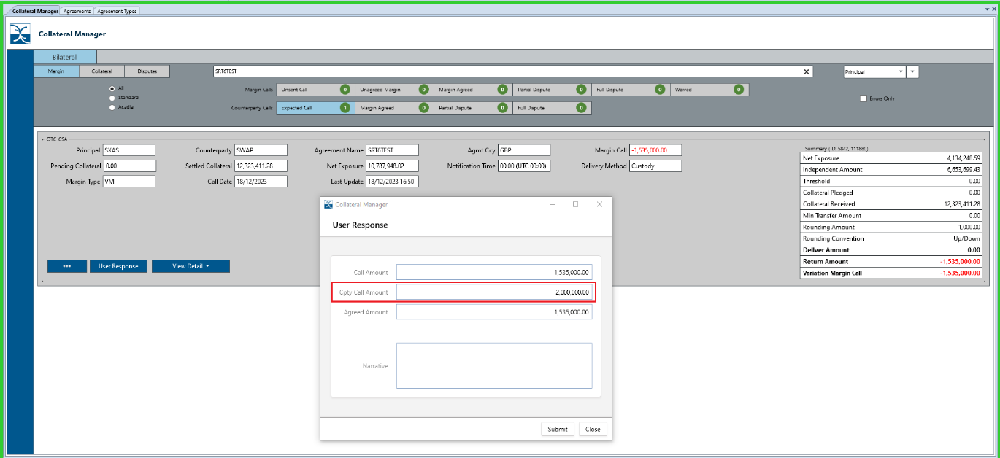 Collateral Manager Agreements Agreement Types
Collateral Manager
Bilateral
Margin Collateral Disputes SRT6TEST Principal
All
Standard
Acadia
Margin Calls Unsent Call 0 Unagreed Margin 0 Margin Agreed 0 Partial Dispute 0 Full Dispute 0 Waived 0
Errors Only
Counterparty Calls Expected Call 1 Margin Agreed 0 Partial Dispute 0 Full Dispute 0
OTC_CSA
Principal SXAS Counterparty SWAP Agreement Name SRT6TEST Agmt Ccy GBP Margin Call -1,535,000.00
Pending Collateral 0.00 Settled Collateral 12,323,411.28 Net Exposure 10,787,948.02 Notification Time 00:00 (UTC 00:00) Delivery Method Custody
Margin Type VM Call Date 18/12/2023 Last Update 18/12/2023 16:50
Summary (ID: 5842, 111880)
Net Exposure 4,134,248.59
Independent Amount 6,653,699.43
Threshold 0.00
Collateral Pledged 0.00
Collateral Received 12,323,411.28
Min Transfer Amount 0.00
Rounding Amount 1,000.00
Rounding Convention Up/Down
Deliver Amount 0.00
Return Amount -1,535,000.00
Variation Margin Call -1,535,000.00
••• User Response View Detail
Collateral Manager
User Response
Call Amount 1,535,000.00
Cpty Call Amount 2,000,000.00
Agreed Amount 1,535,000.00
Narrative
Submit Close